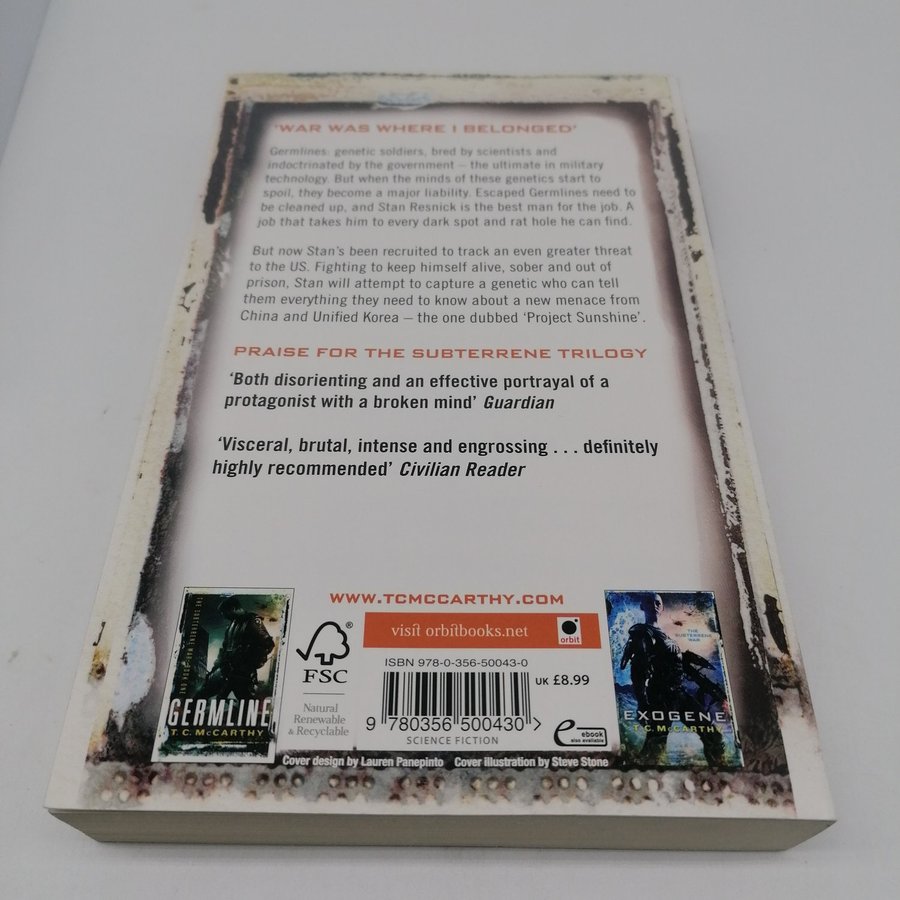 'WAR WAS WHERE I BELONGED'
Germlines: genetic soldiers, bred by scientists and
indoctrinated by the government – the ultimate in military
technology. But when the minds of these genetics start to
spoil, they become a major liability. Escaped Germlines need to
be cleaned up, and Stan Resnick is the best man for the job. A
job that takes him to every dark spot and rat hole he can find.
But now Stan's been recruited to track an even greater threat
to the US. Fighting to keep himself alive, sober and out of
prison, Stan will attempt to capture a genetic who can tell
them everything they need to know about a new menace from
China and Unified Korea – the one dubbed 'Project Sunshine'.
PRAISE FOR THE SUBTERRENE TRILOGY
'Both disorienting and an effective portrayal of a
protagonist with a broken mind' Guardian
'Visceral, brutal, intense and engrossing . . . definitely
highly recommended' Civilian Reader
WWW.TCMCCARTHY.COM
visit orbitbooks.net
orbit
ISBN 978-0-356-50043-0
UK £8.99
9 780356 500430 >
SCIENCE FICTION
FSC
®
Natural
Renewable
& Recyclable
e
ebook
also available
GERMLINE
T. C. McCARTHY
THE
SUBTERRENE
WAR
EXOGENE
T. C. McCARTHY
Cover design by Lauren Panepinto Cover illustration by Steve Stone